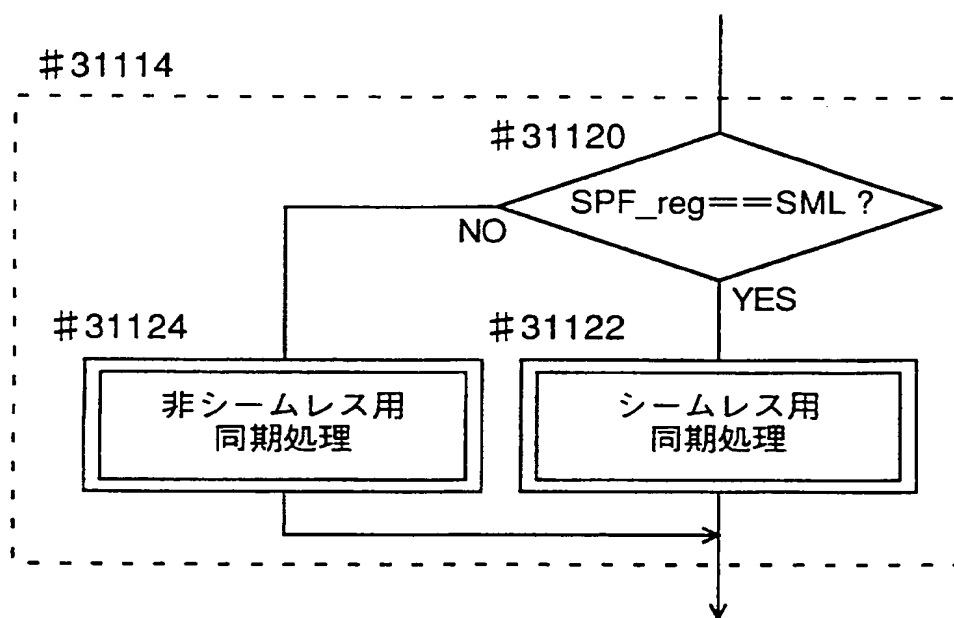 #31114
#31120
SPF_reg==SML ?
NO
YES
#31124
#31122
非シームレス用
同期処理
シームレス用
同期処理